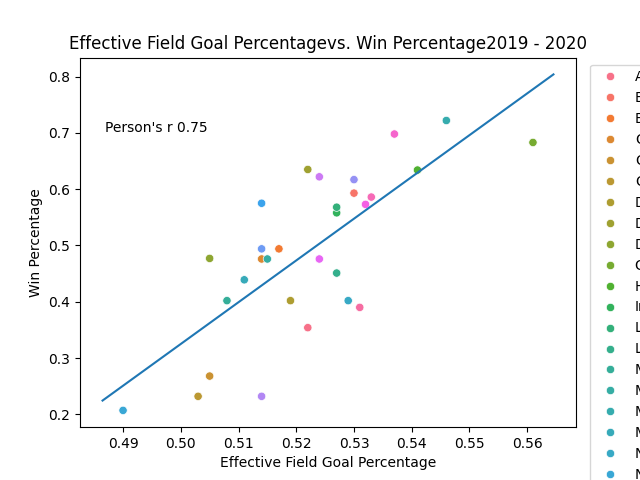 Effective Field Goal Percentagevs. Win Percentage2019 - 2020
Person's r 0.75
Win Percentage
0.8
0.7
0.6
0.5
0.4
0.3
0.2
0.49 0.50 0.51 0.52 0.53 0.54 0.55 0.56
Effective Field Goal Percentage